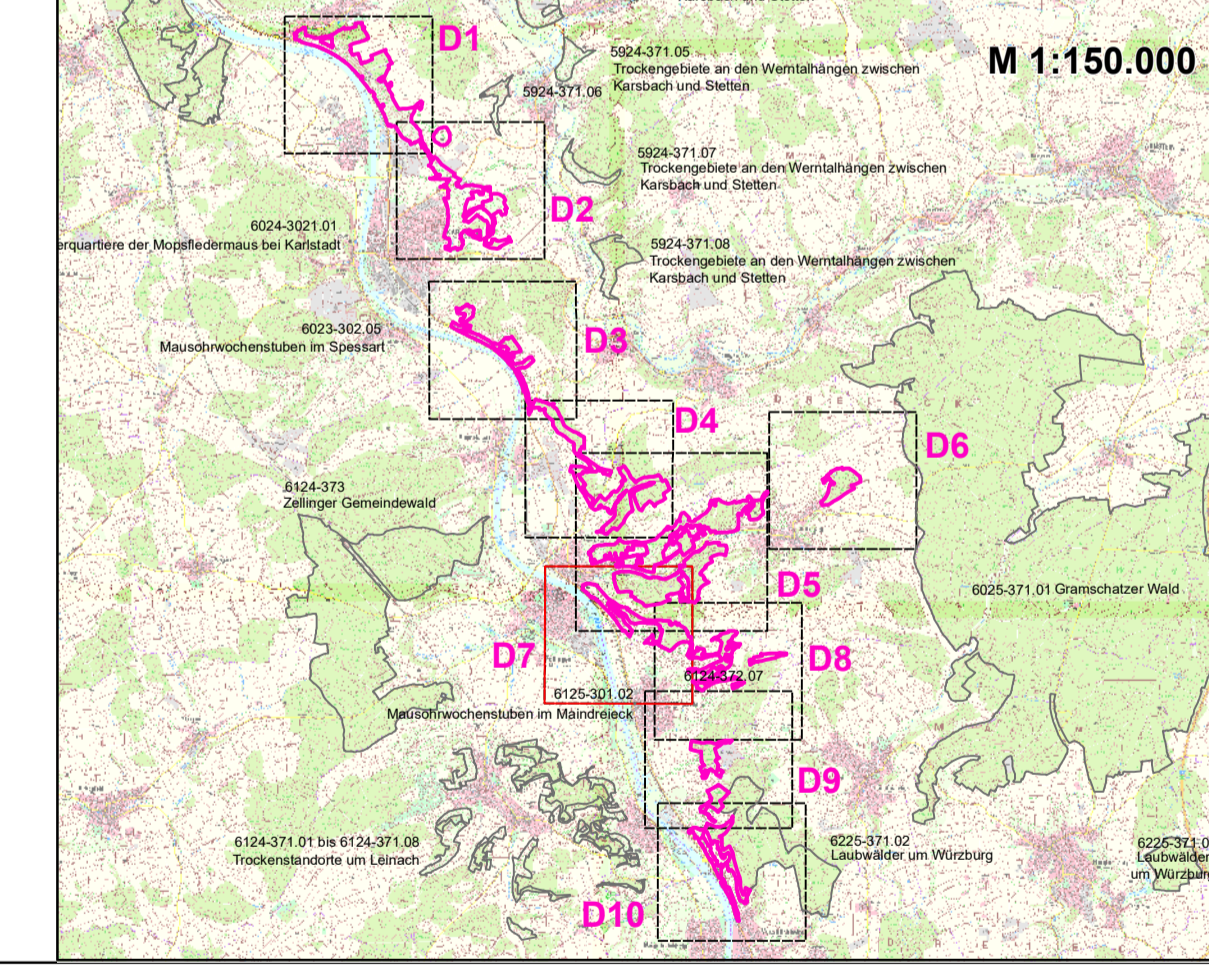 D1
M 1:150.000
5924-371.05
Trockengebiete an den Werntalhängen zwischen
Karsbach und Stetten
5924-371.06
5924-371.07
Trockengebiete an den Werntalhängen zwischen
Karsbach und Stetten
D2
6024-3021.01
erquartiere der Mopsfledermaus bei Karlstadt
5924-371.08
Trockengebiete an den Werntalhängen zwischen
Karsbach und Stetten
6023-302.05
Mausohrwochenstuben im Spessart
D3
D4
D6
6124-373
Zellinger Gemeindewald
D5
6025-371.01 Gramschatzer Wald
D7
D8
6124-372.07
6125-301.02
Mausohrwochenstuben im Maindreieck
D9
6124-371.01 bis 6124-371.08
Trockenstandorte um Leinach
6225-371.02
Laubwälder um Würzburg
6225-371.0
Laubwälder
um Würzburg
D10